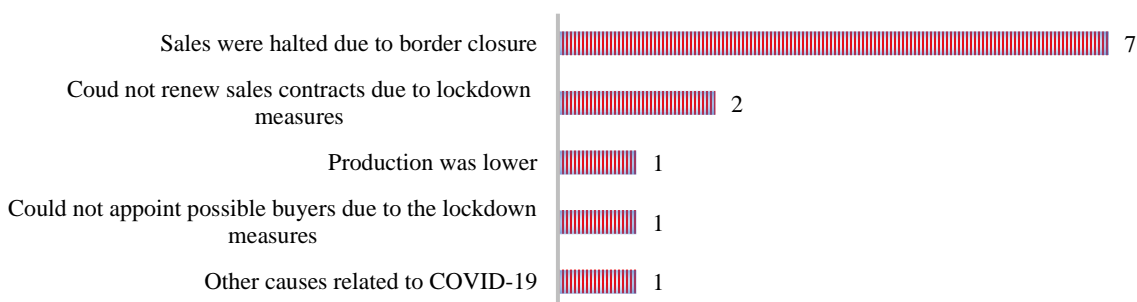 Sales were halted due to border closure 7
Coud not renew sales contracts due to lockdown
measures 2
Production was lower 1
Could not appoint possible buyers due to the lockdown
measures 1
Other causes related to COVID-19 1